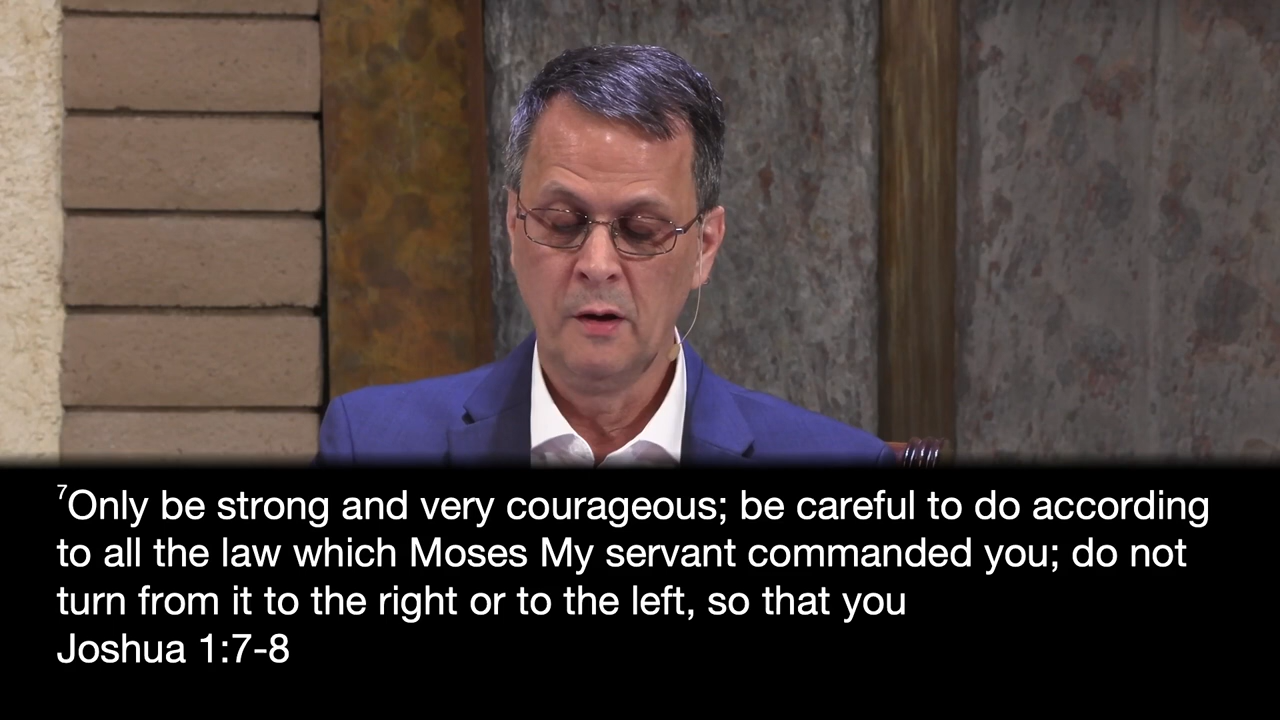 ⁷Only be strong and very courageous; be careful to do according
to all the law which Moses My servant commanded you; do not
turn from it to the right or to the left, so that you
Joshua 1:7-8